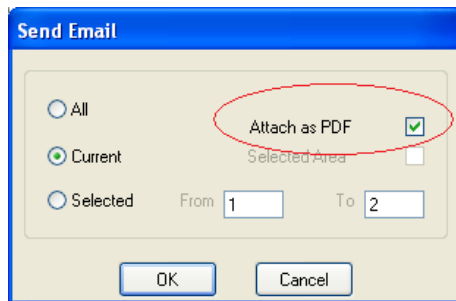 Send Email
All
Attach as PDF
Current
Selected Area
Selected From 1 To 2
OK Cancel